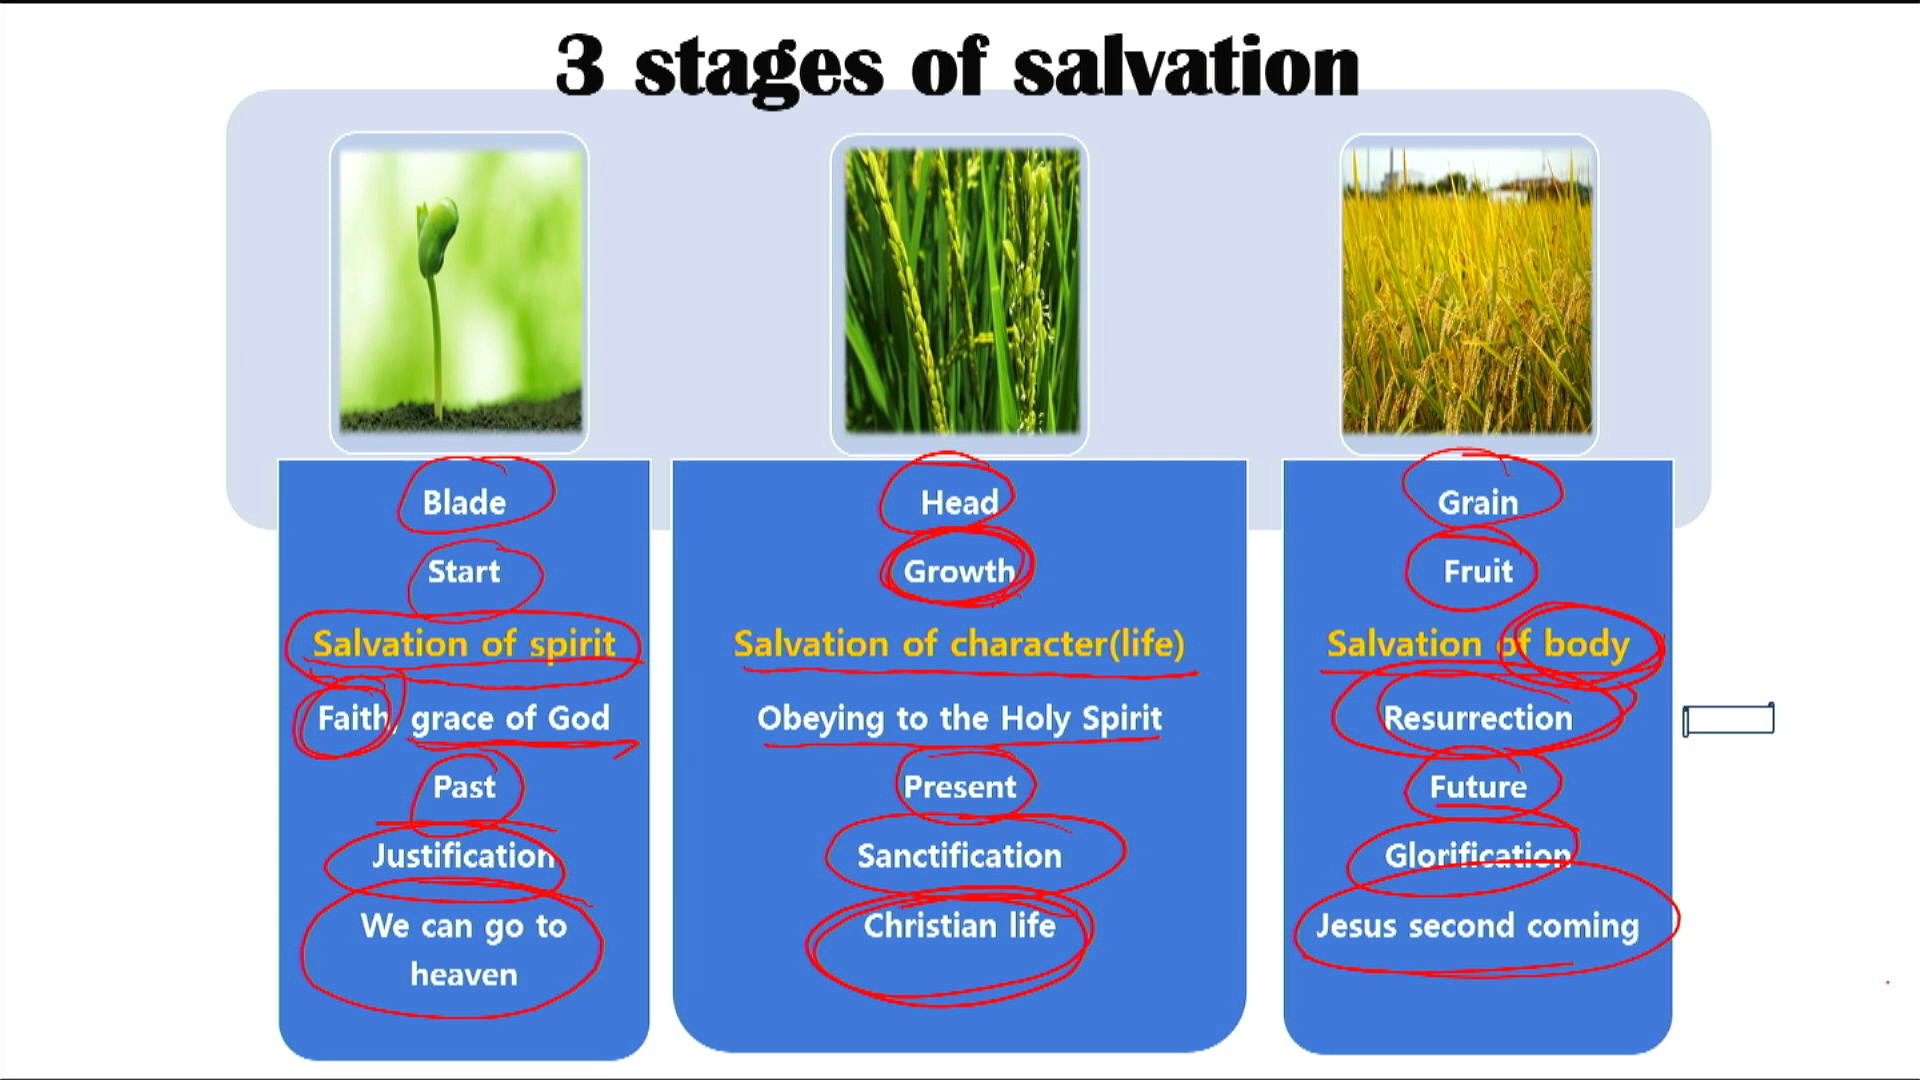 3 stages of salvation
Blade
Start
Salvation of spirit
Faith, grace of God
Past
Justification
We can go to
heaven
Head
Growth
Salvation of character(life)
Obeying to the Holy Spirit
Present
Sanctification
Christian life
Grain
Fruit
Salvation of body
Resurrection
Future
Glorification
Jesus second coming